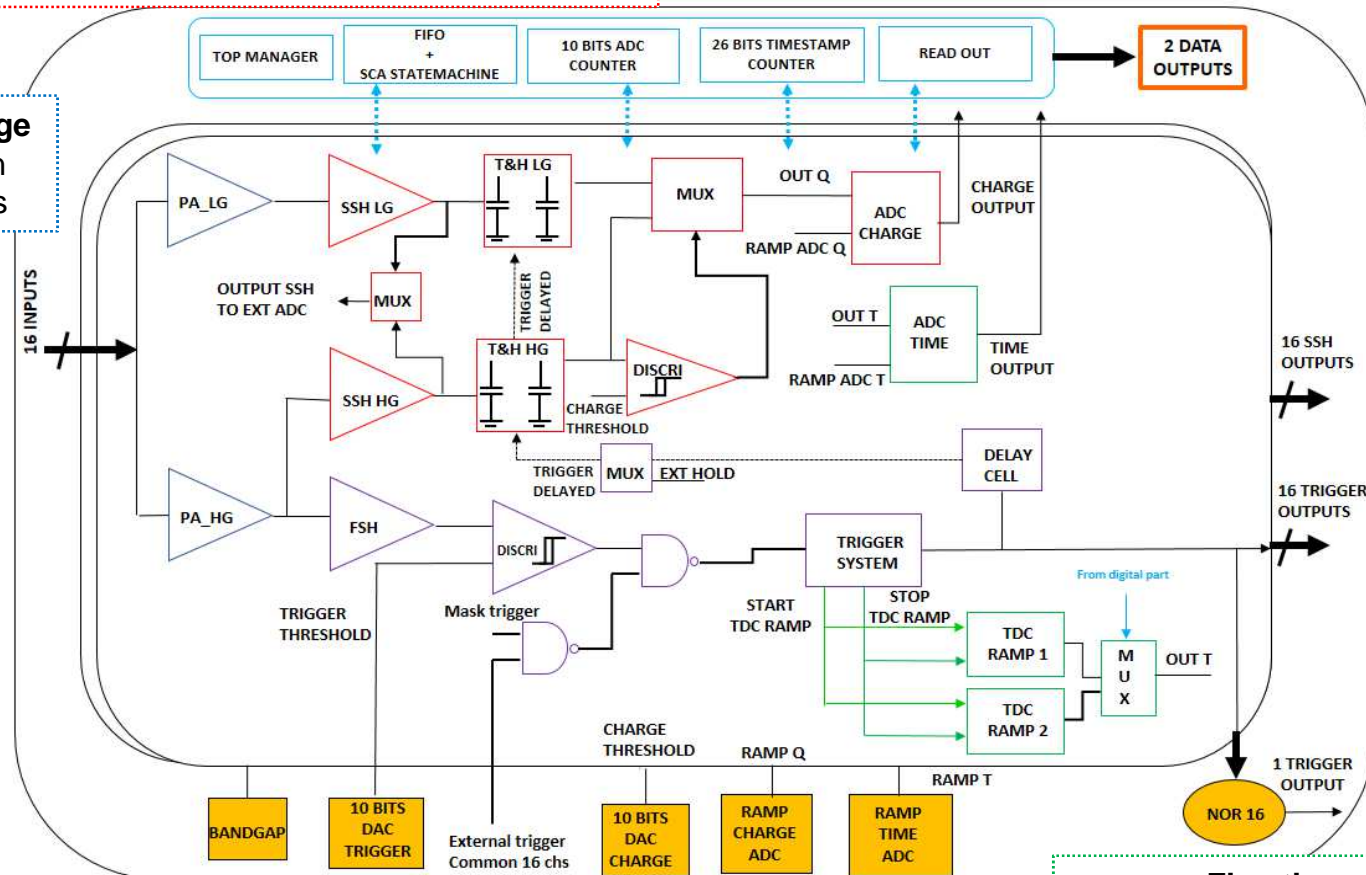 TOP MANAGER
FIFO
+
SCA STATEMACHINE
10 BITS ADC
COUNTER
26 BITS TIMESTAMP
COUNTER
READ OUT
2 DATA
OUTPUTS
16 INPUTS
PA_LG
SSH LG
T&H LG
MUX
OUT Q
RAMP ADC Q
ADC
CHARGE
CHARGE
OUTPUT
OUTPUT SSH
TO EXT ADC
MUX
TRIGGER
DELAYED
T&H HG
SSH HG
DISCRI
CHARGE
THRESHOLD
OUT T
RAMP ADC T
ADC
TIME
TIME
OUTPUT
16 SSH
OUTPUTS
TRIGGER
DELAYED
MUX
EXT HOLD
DELAY
CELL
PA_HG
FSH
DISCRI
TRIGGER
SYSTEM
16 TRIGGER
OUTPUTS
TRIGGER
THRESHOLD
Mask trigger
START
TDC RAMP
STOP
TDC RAMP
From digital part
TDC
RAMP 1
TDC
RAMP 2
M
U
X
OUT T
CHARGE
THRESHOLD
RAMP Q
RAMP T
1 TRIGGER
OUTPUT
NOR 16
BANDGAP
10 BITS
DAC
TRIGGER
External trigger
Common 16 chs
10 BITS
DAC
CHARGE
RAMP
CHARGE
ADC
RAMP
TIME
ADC